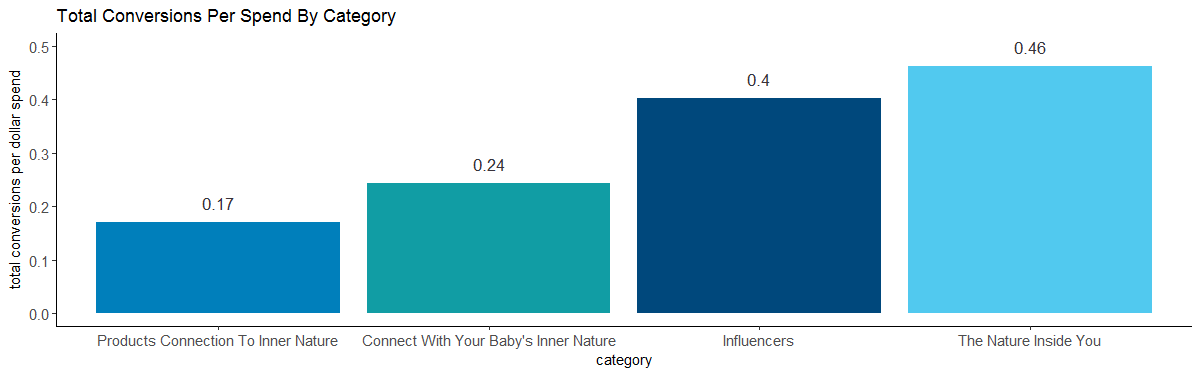 Total Conversions Per Spend By Category
total conversions per dollar spend
0.5
0.4
0.3
0.2
0.1
0.0
0.17
0.24
0.4
0.46
Products Connection To Inner Nature
Connect With Your Baby's Inner Nature
Influencers
The Nature Inside You
category